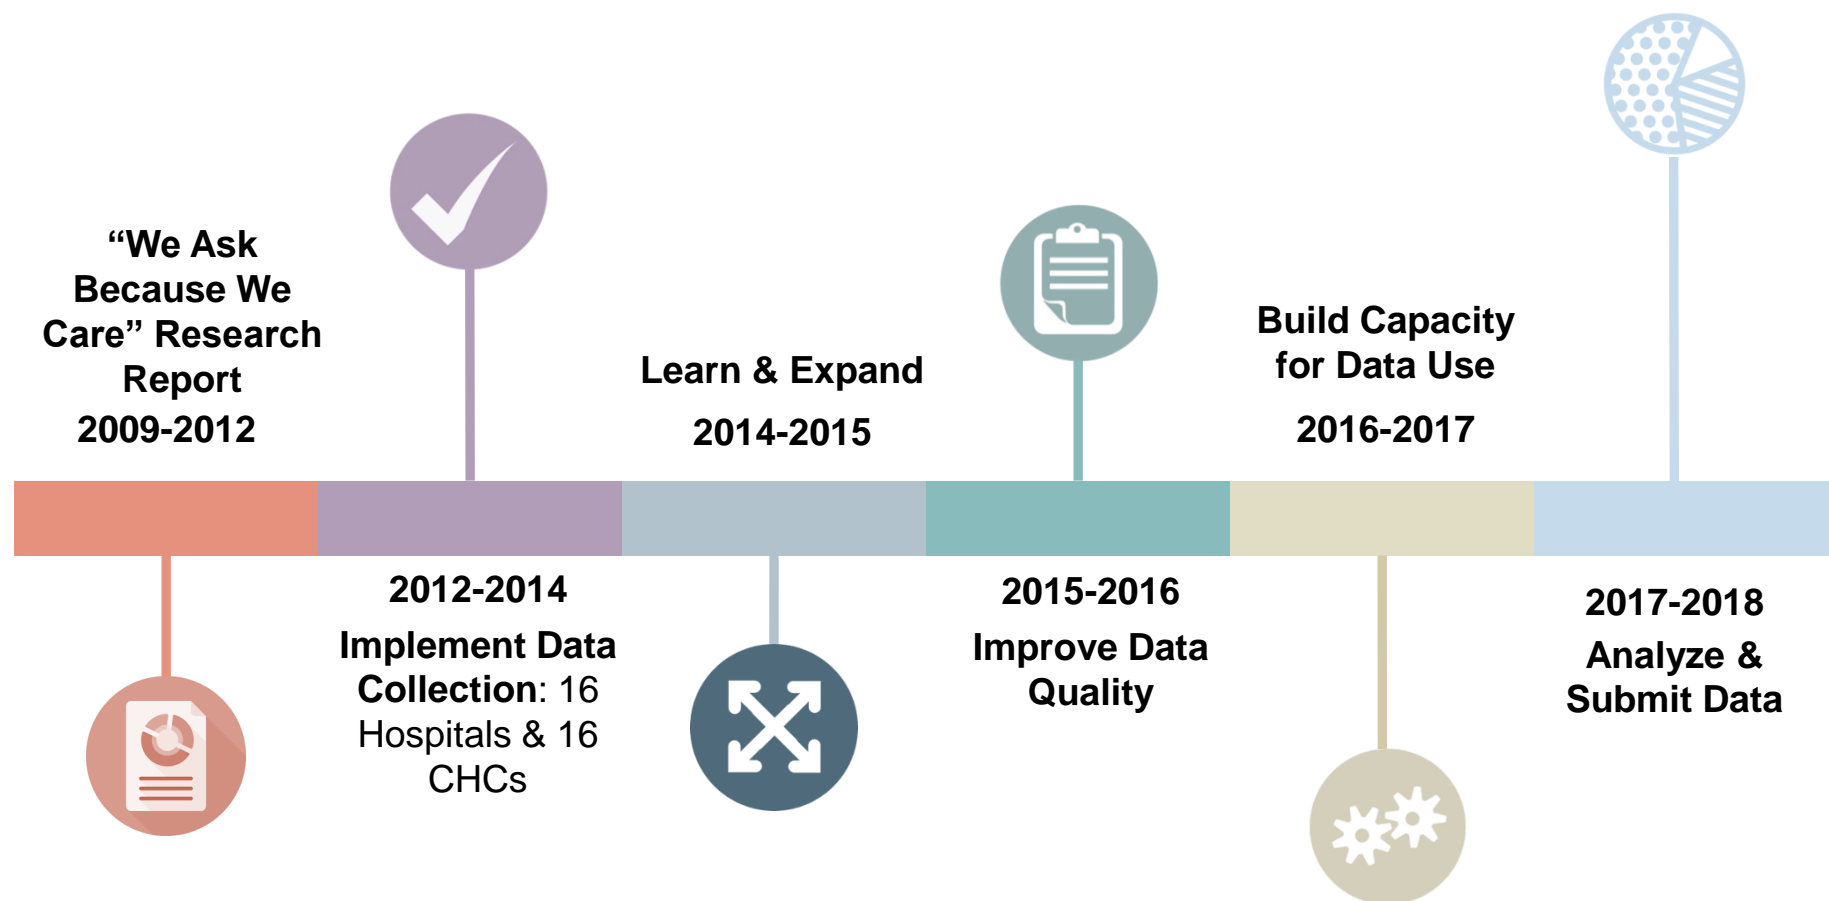 “We Ask
Because We
Care” Research
Report
2009-2012
2012-2014
Implement Data
Collection: 16
Hospitals & 16
CHCs
Learn & Expand
2014-2015
2015-2016
Improve Data
Quality
Build Capacity
for Data Use
2016-2017
2017-2018
Analyze &
Submit Data